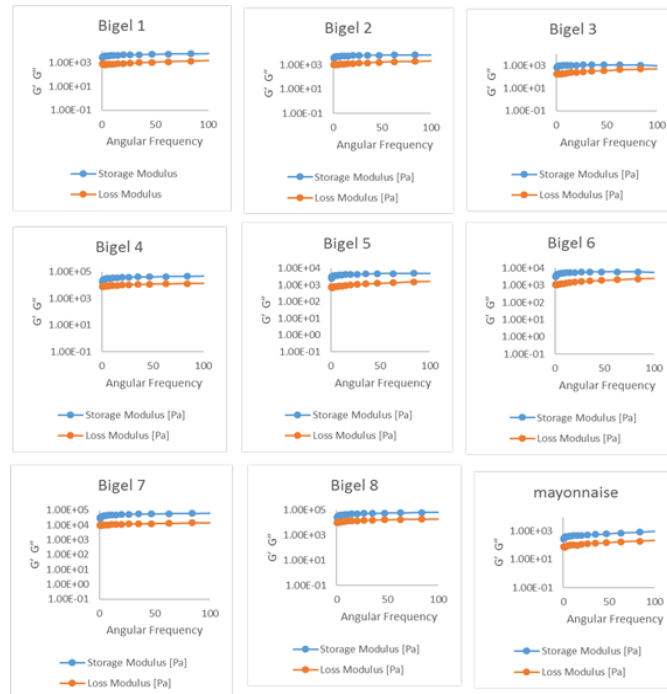 Bigel 1
G' G"
1.00E+03
1.00E+01
1.00E-01
0 50 100
Angular Frequency
Storage Modulus
Loss Modulus
Bigel 2
G' G"
1.00E+03
1.00E+01
1.00E-01
0 50 100
Angular Frequency
Storage Modulus [Pa]
Loss Modulus [Pa]
Bigel 3
G' G"
1.00E+03
1.00E+01
1.00E-01
0 50 100
Angular Frequency
Storage Modulus [Pa]
Loss Modulus [Pa]
Bigel 4
G' G"
1.00E+05
1.00E+03
1.00E+01
1.00E-01
0 50 100
Angular Frequency
Storage Modulus [Pa]
Loss Modulus [Pa]
Bigel 5
G' G"
1.00E+04
1.00E+03
1.00E+02
1.00E+01
1.00E+00
1.00E-01
0 50 100
Angular Frequency
Storage Modulus [Pa]
Loss Modulus [Pa]
Bigel 6
G' G"
1.00E+04
1.00E+03
1.00E+02
1.00E+01
1.00E+00
1.00E-01
0 50 100
Angular Frequency
Storage Modulus [Pa]
Loss Modulus [Pa]
Bigel 7
G' G"
1.00E+05
1.00E+04
1.00E+03
1.00E+02
1.00E+01
1.00E+00
1.00E-01
0 50 100
Angular Frequency
Storage Modulus [Pa]
Loss Modulus [Pa]
Bigel 8
G' G"
1.00E+05
1.00E+03
1.00E+01
1.00E-01
0 50 100
Angular Frequency
Storage Modulus [Pa]
Loss Modulus [Pa]
mayonnaise
G' G"
1.00E+03
1.00E+01
1.00E-01
0 50 100
Angular Frequency
Storage Modulus [Pa]
Loss Modulus [Pa]